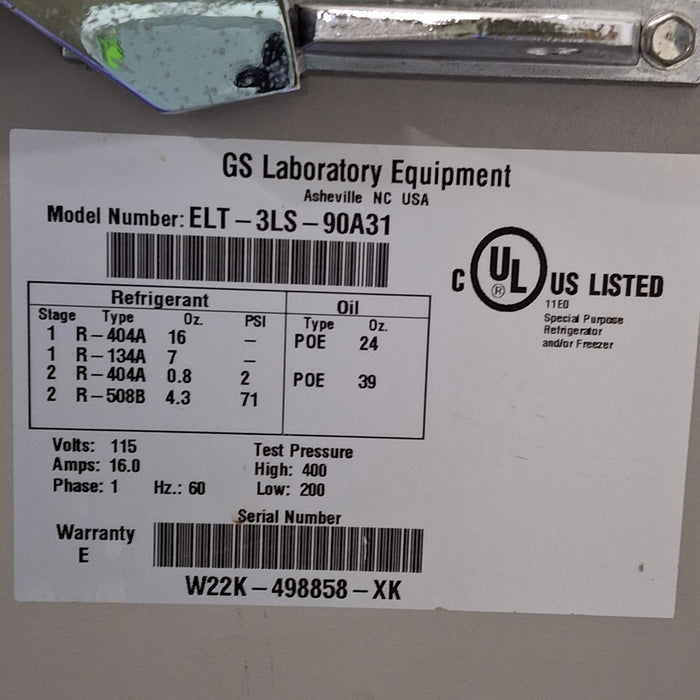 GS Laboratory Equipment
Asheville NC USA
Model Number: ELT-3LS-90A31
C UL® US LISTED
11E0
Special Purpose
Refrigerator
and/or Freezer
Refrigerant Oil
Stage Type Oz. PSI Type Oz.
1 R-404A 16 - POE 24
1 R-134A 7 -
2 R-404A 0.8 2 POE 39
2 R-508B 4.3 71
Volts: 115 Test Pressure
Amps: 16.0 High: 400
Phase: 1 Hz.: 60 Low: 200
Serial Number
Warranty
E
W22K-498858-XK